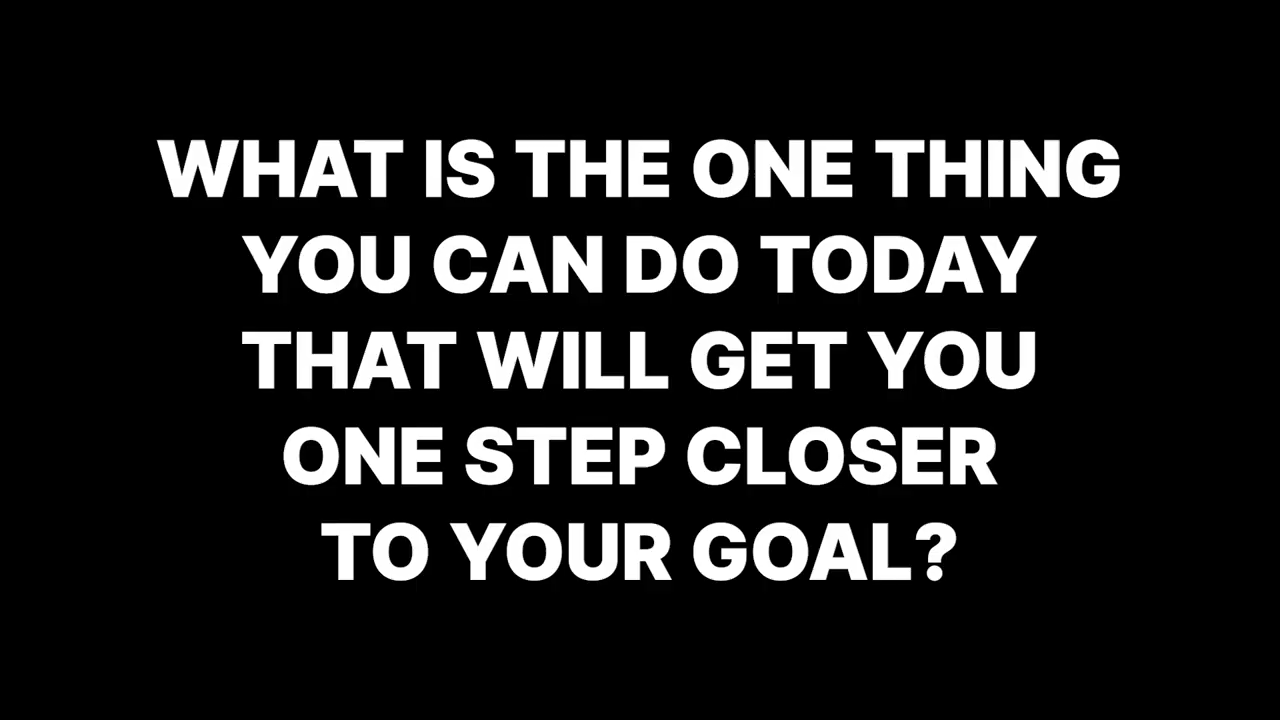 WHAT IS THE ONE THING
YOU CAN DO TODAY
THAT WILL GET YOU
ONE STEP CLOSER
TO YOUR GOAL?